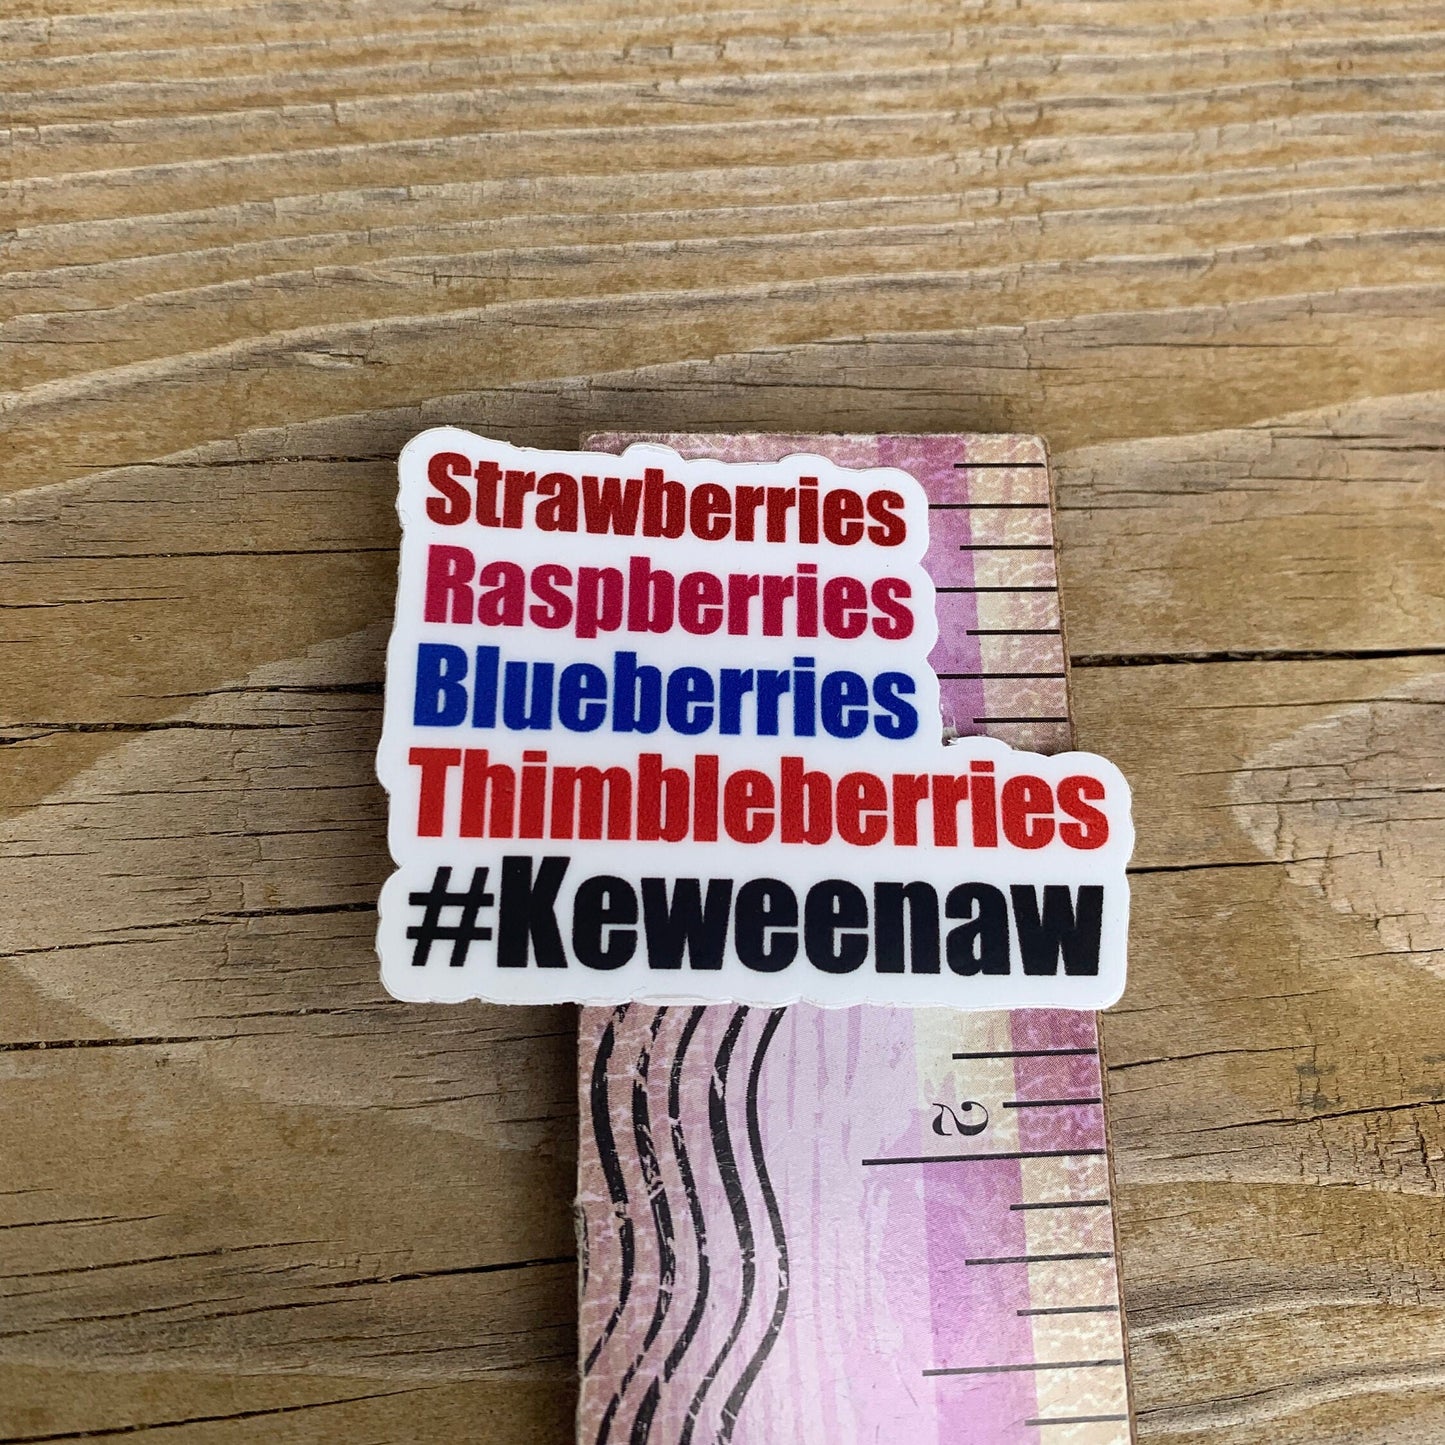 Strawberries
Raspberries
Blueberries
Thimbleberries
#Keweenaw
2